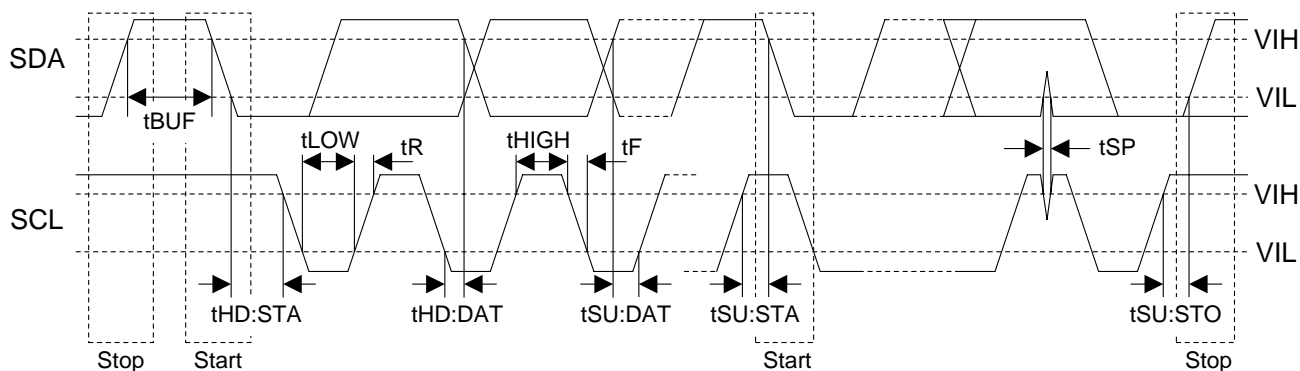 SDA
VIH
VIL
tBUF
tLOW
tR
tHIGH
tF
tSP
SCL
VIH
VIL
tHD:STA
tHD:DAT
tSU:DAT
tSU:STA
tSU:STO
Stop
Start
Start
Stop